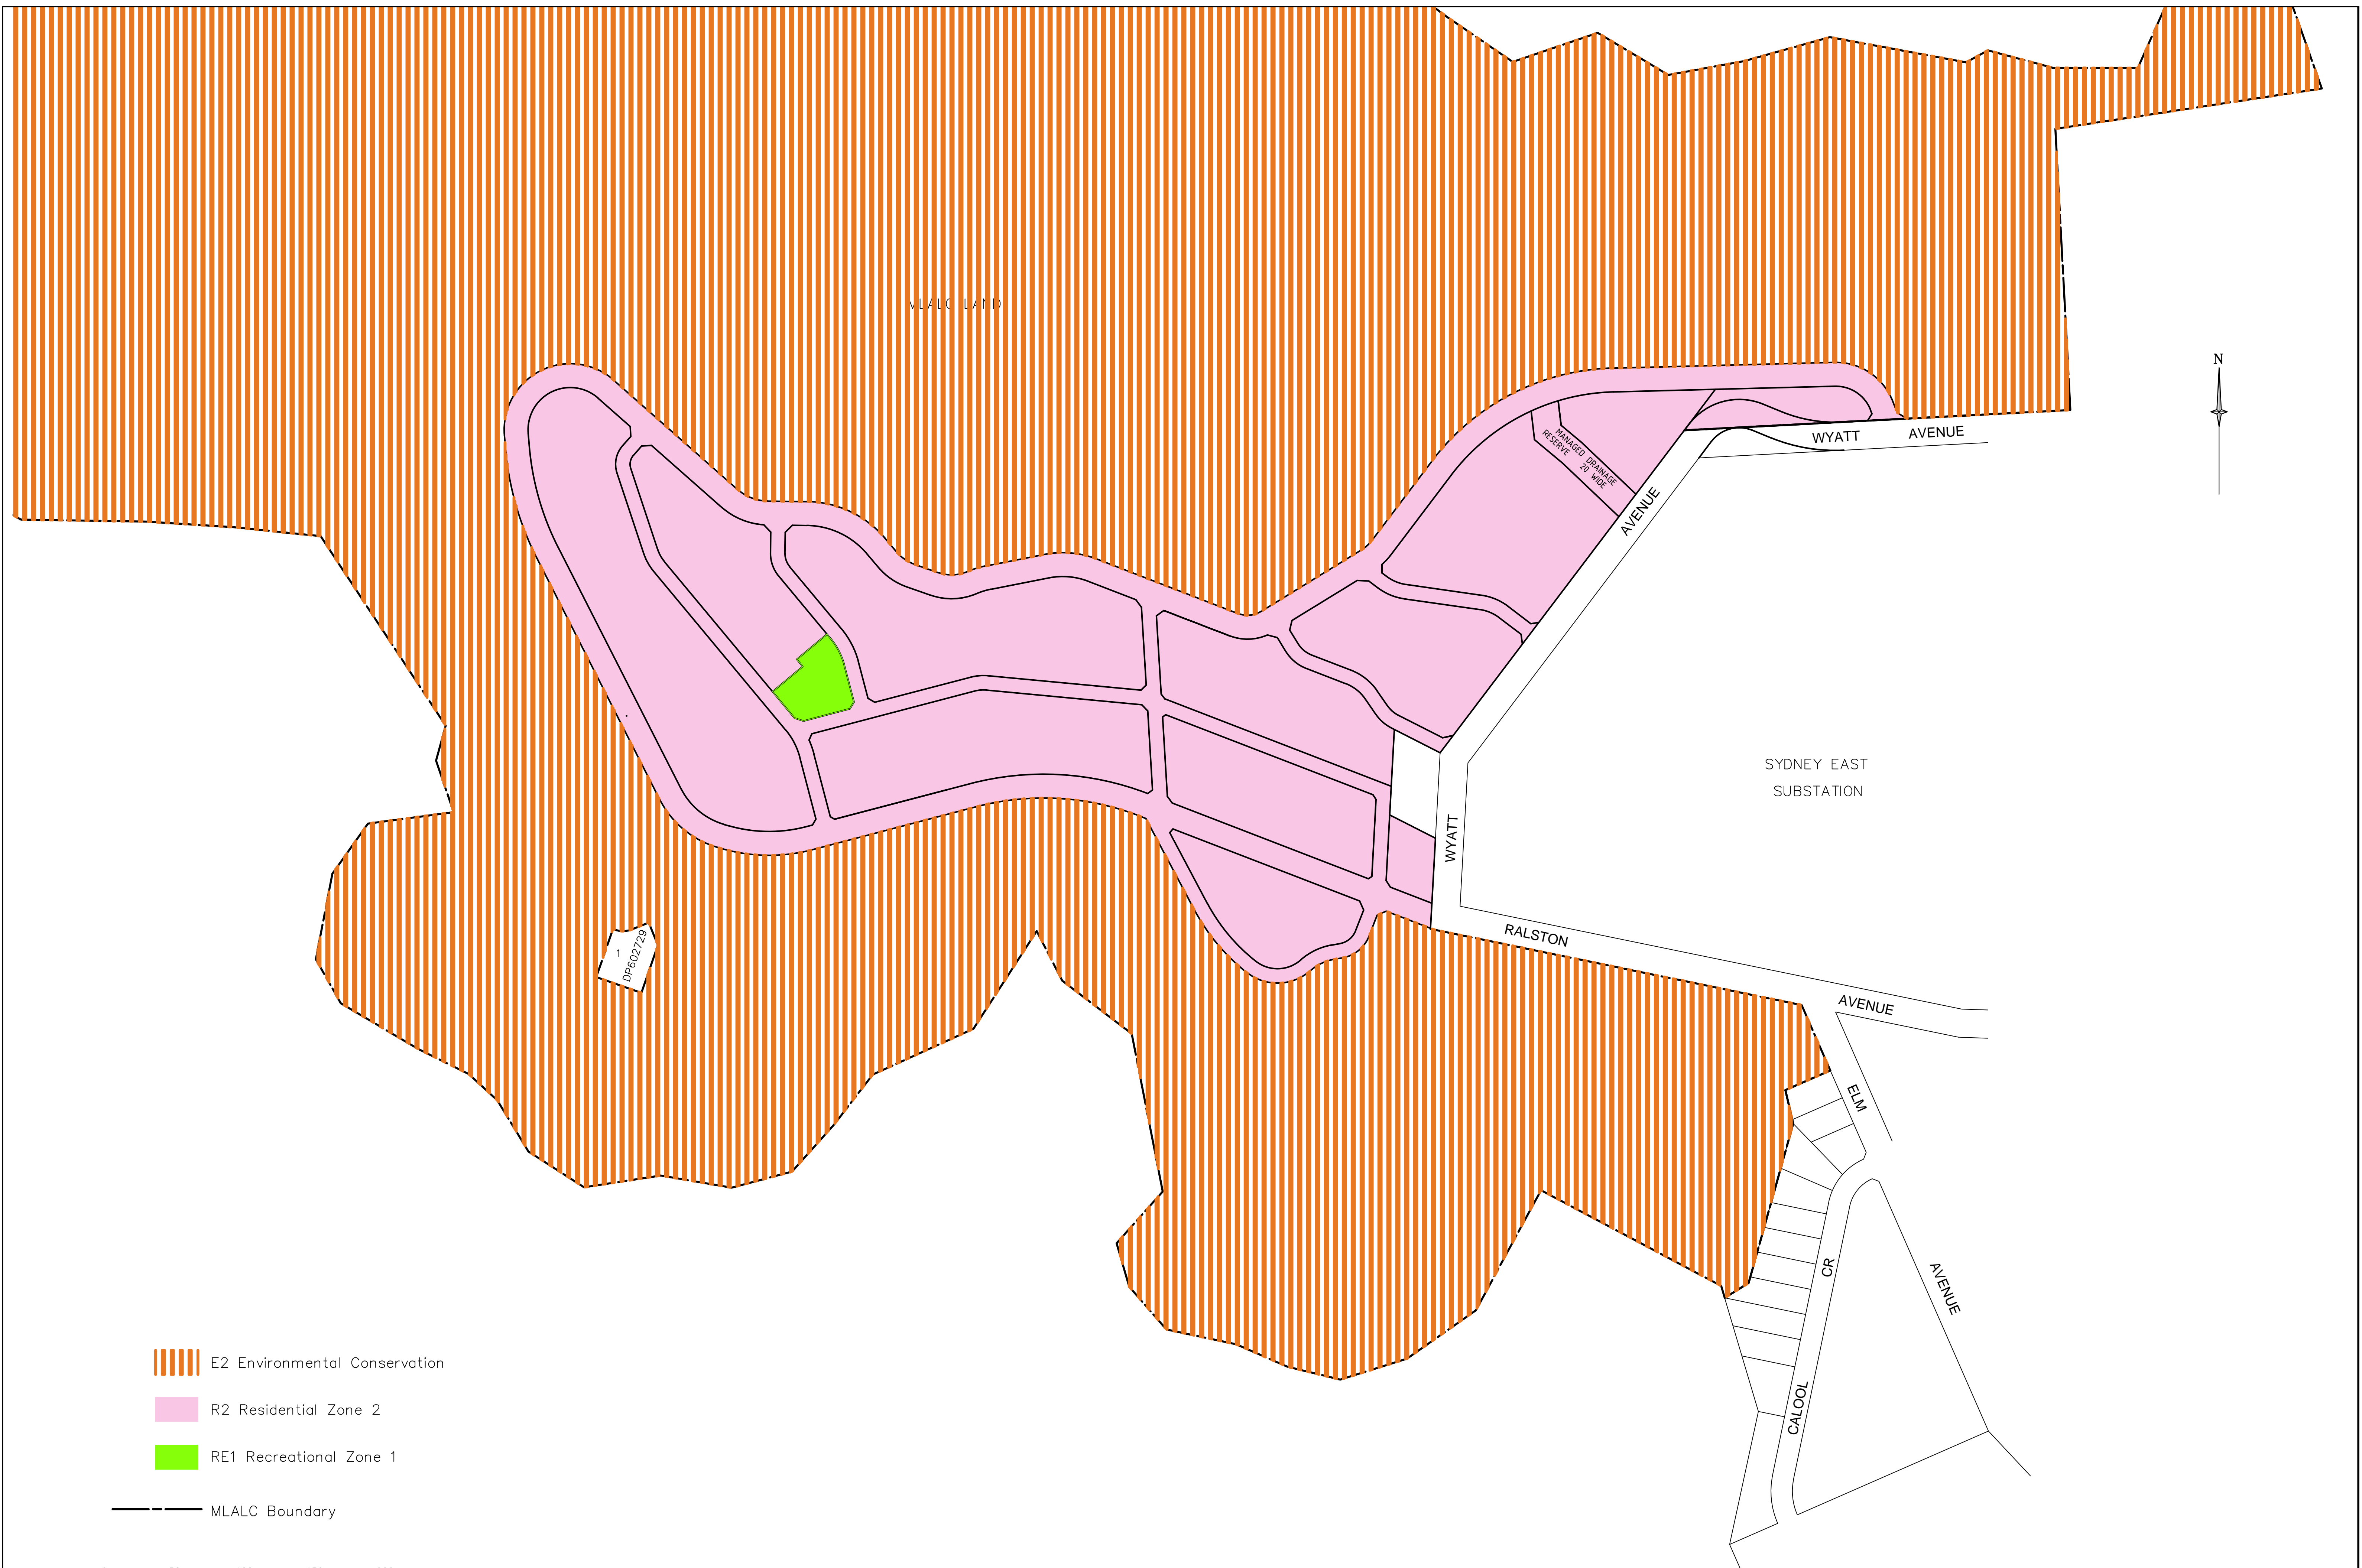 MLALC LAND
N
WYATT AVENUE
MANAGED DRAINAGE
RESERVE 20 WIDE
AVENUE
SYDNEY EAST
SUBSTATION
WYATT
RALSTON
AVENUE
1
DP602729
ELM
CR
AVENUE
CALOOL
E2 Environmental Conservation
R2 Residential Zone 2
RE1 Recreational Zone 1
MLALC Boundary